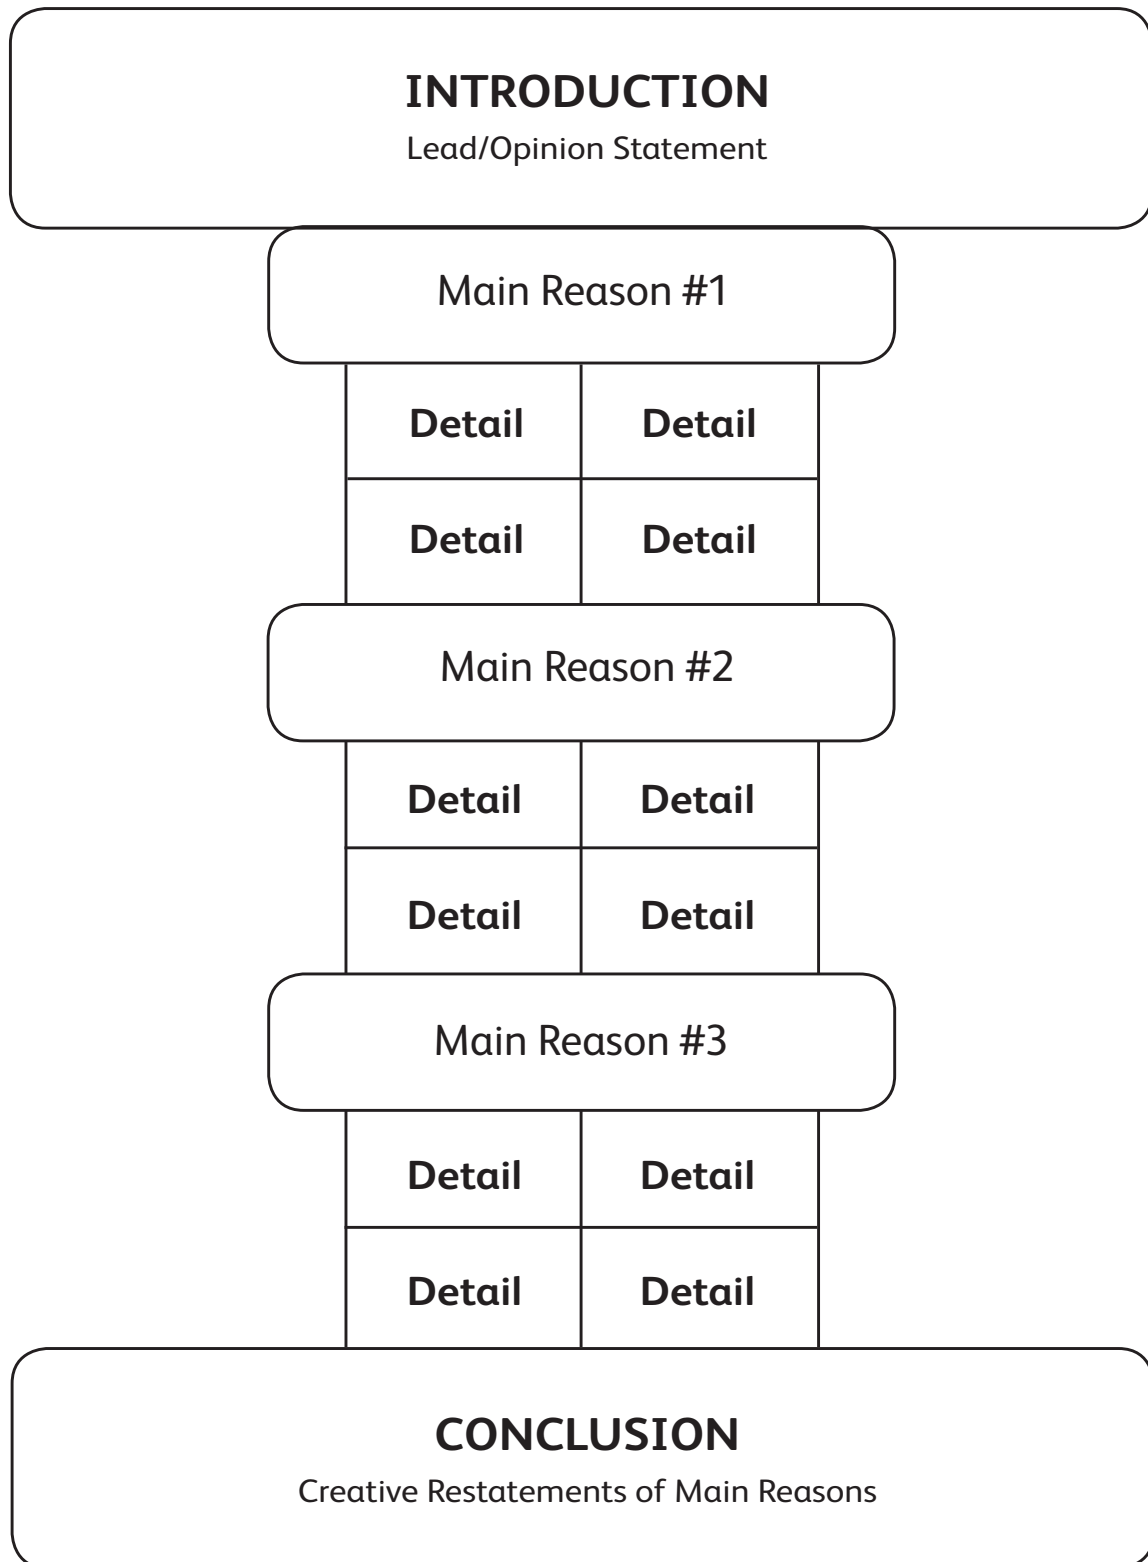 INTRODUCTION
Lead/Opinion Statement
Main Reason #1
Detail Detail
Detail Detail
Main Reason #2
Detail Detail
Detail Detail
Main Reason #3
Detail Detail
Detail Detail
CONCLUSION
Creative Restatements of Main Reasons